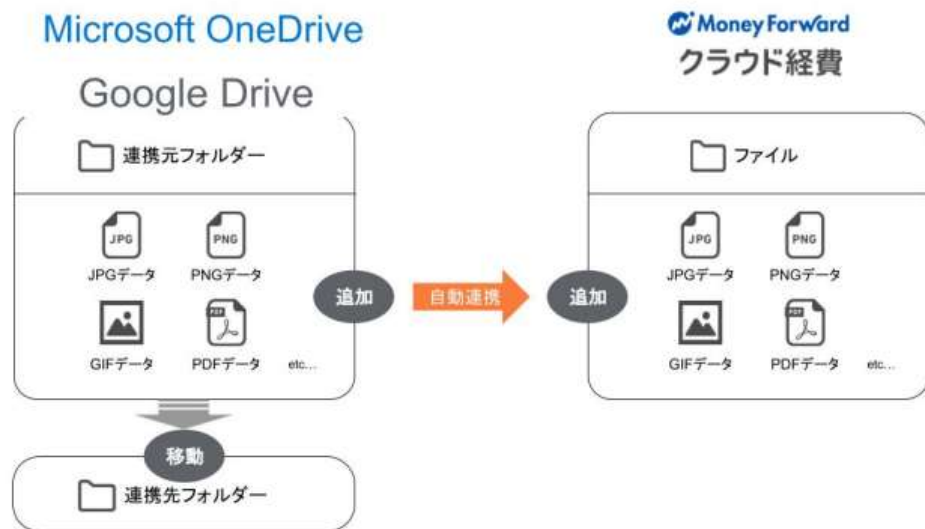 Microsoft OneDrive
Google Drive
連携元フォルダー
JPG
PNG
JPGデータ
PNGデータ
PDF
GIFデータ
PDFデータ
etc...
追加
移動
連携先フォルダー
自動連携
Money Forward
クラウド経費
ファイル
JPG
PNG
JPGデータ
PNGデータ
追加
PDF
GIFデータ
PDFデータ
etc...